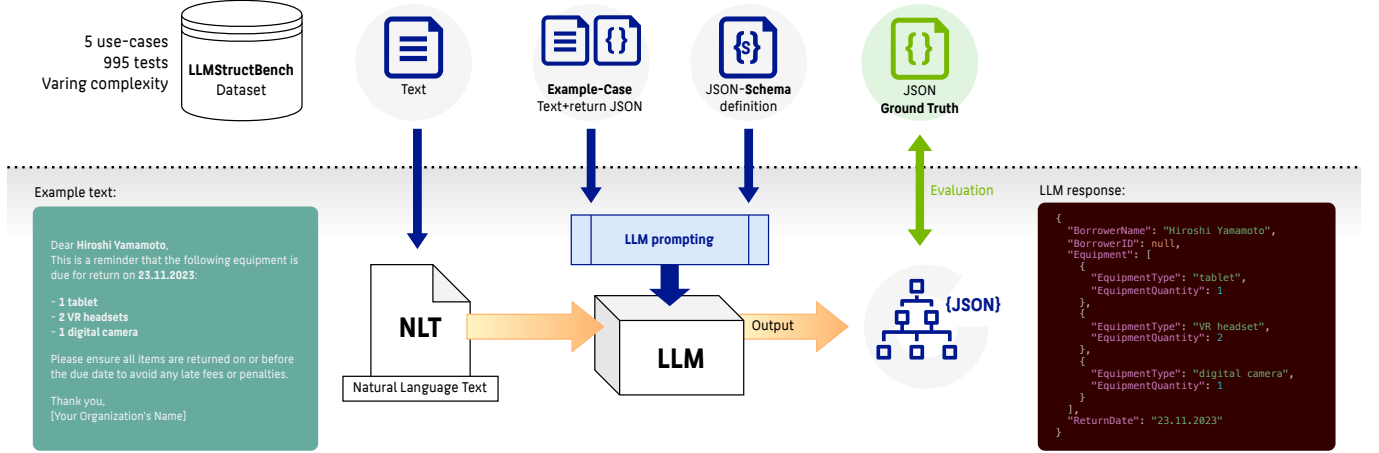 5 use-cases
995 tests
Varing complexity
LLMStructBench
Dataset
Text
{}
Example-Case
Text+return JSON
{S}
JSON-Schema
definition
{}
JSON
Ground Truth
Example text:
Dear Hiroshi Yamamoto,
This is a reminder that the following equipment is
due for return on 23.11.2023:
- 1 tablet
- 2 VR headsets
- 1 digital camera
Please ensure all items are returned on or before
the due date to avoid any late fees or penalties.
Thank you,
[Your Organization's Name]
NLT
Natural Language Text
LLM prompting
LLM
Output
Evaluation
{JSON}
LLM response:
{
"BorrowerName": "Hiroshi Yamamoto",
"BorrowerID": null,
"Equipment": [
{
"EquipmentType": "tablet",
"EquipmentQuantity": 1
},
{
"EquipmentType": "VR headset",
"EquipmentQuantity": 2
},
{
"EquipmentType": "digital camera",
"EquipmentQuantity": 1
}
],
"ReturnDate": "23.11.2023"
}